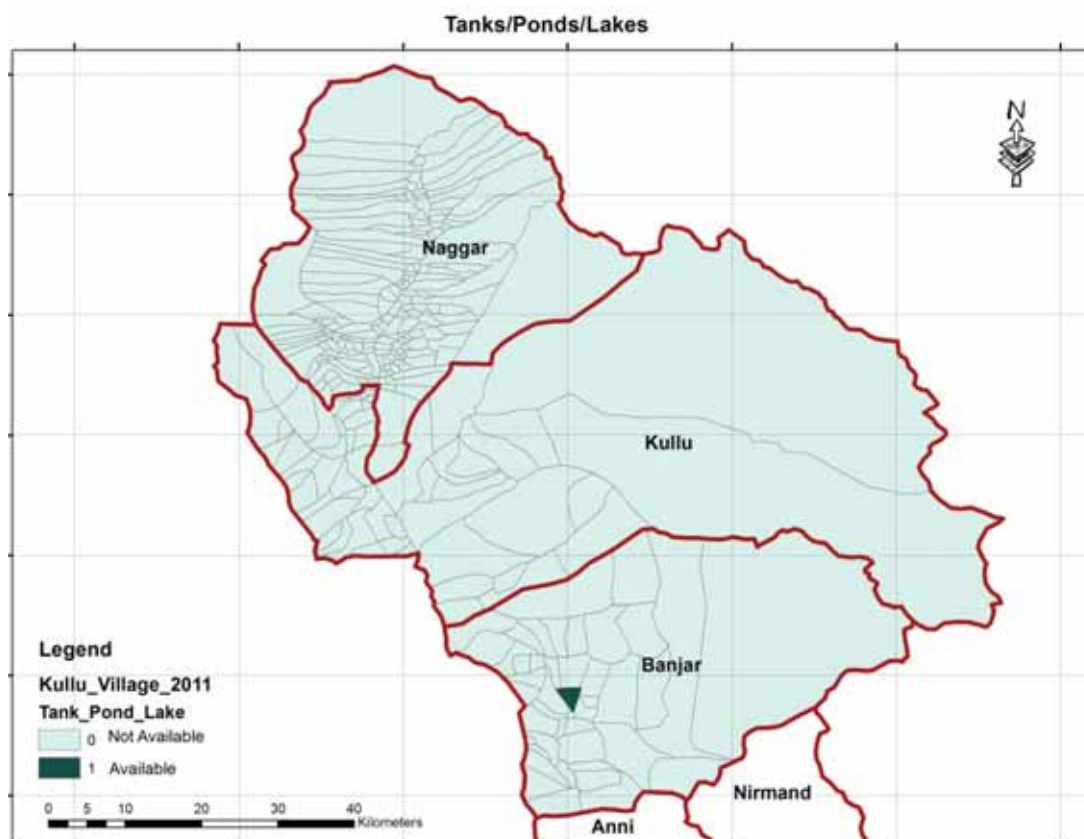 Tanks/Ponds/Lakes
N
Naggar
Kullu
Banjar
Nirmand
Anni
Legend
Kullu_Village_2011
Tank_Pond_Lake
0 Not Available
1 Available
0 5 10 20 30 40
Kilometers